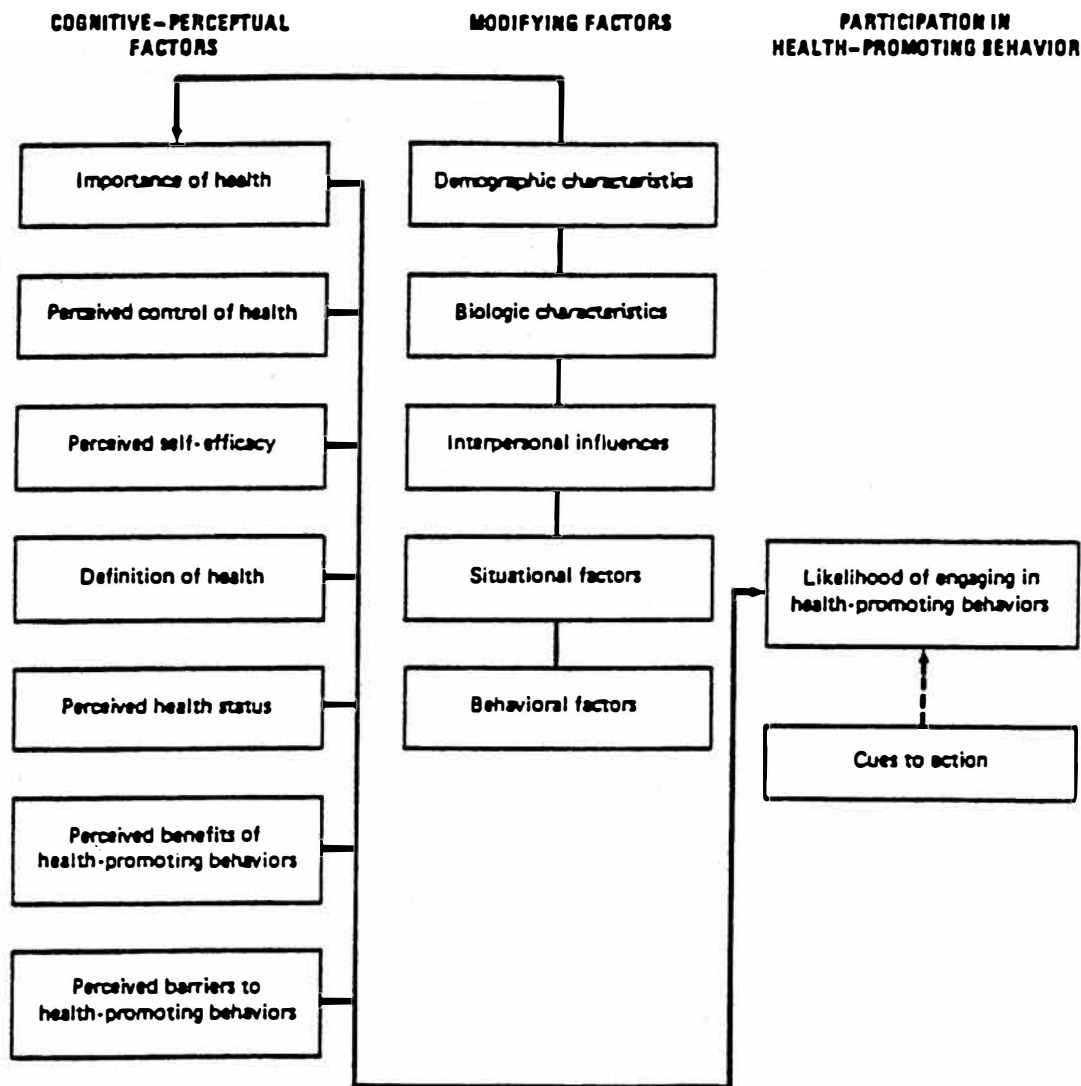 COGNITIVE-PERCEPTUAL
FACTORS
MODIFYING FACTORS
PARTICIPATION IN
HEALTH-PROMOTING BEHAVIOR
Importance of health
Perceived control of health
Perceived self-efficacy
Definition of health
Perceived health status
Perceived benefits of
health-promoting behaviors
Perceived barriers to
health-promoting behaviors
Demographic characteristics
Biologic characteristics
Interpersonal influences
Situational factors
Behavioral factors
Likelihood of engaging in
health-promoting behaviors
Cues to action